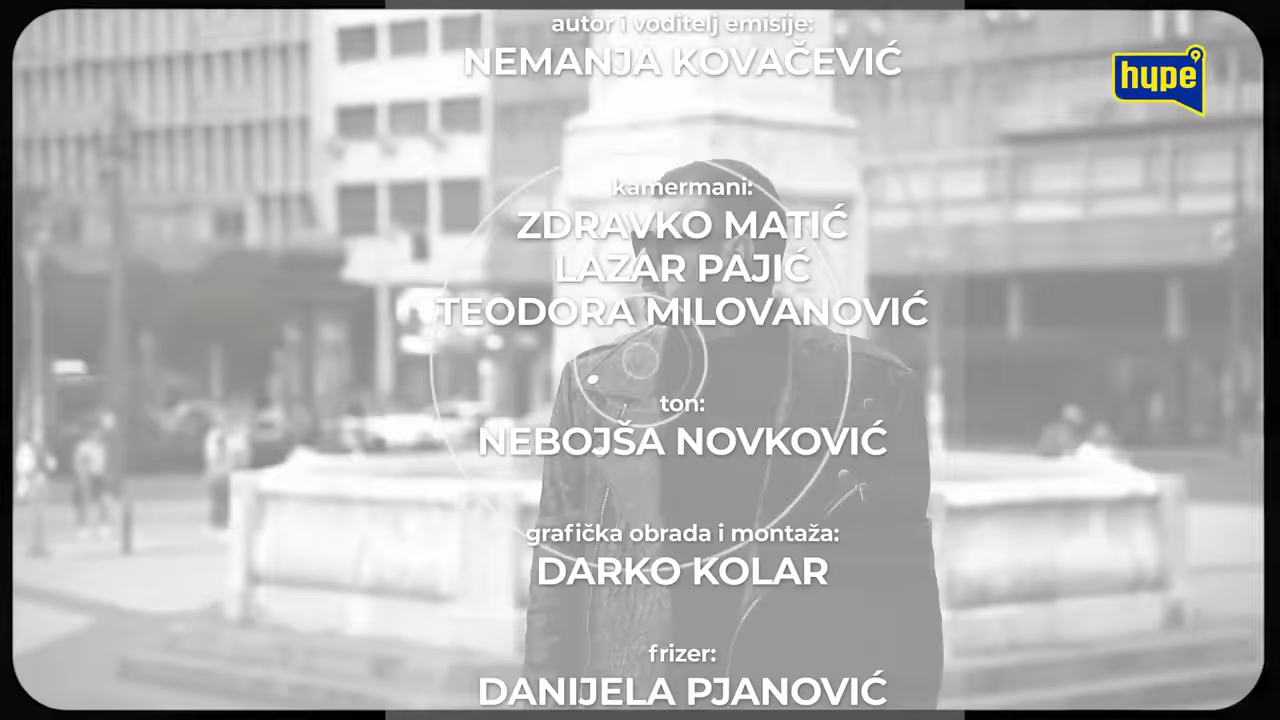 autor i voditelj emisije:
NEMANJA KOVAČEVIĆ
hype
kamermani:
ZDRAVKO MATIĆ
LAZAR PAJIĆ
TEODORA MILOVANOVIĆ
ton:
NEBOJŠA NOVKOVIĆ
grafička obrada i montaža:
DARKO KOLAR
frizer:
DANIJELA PJANOVIĆ